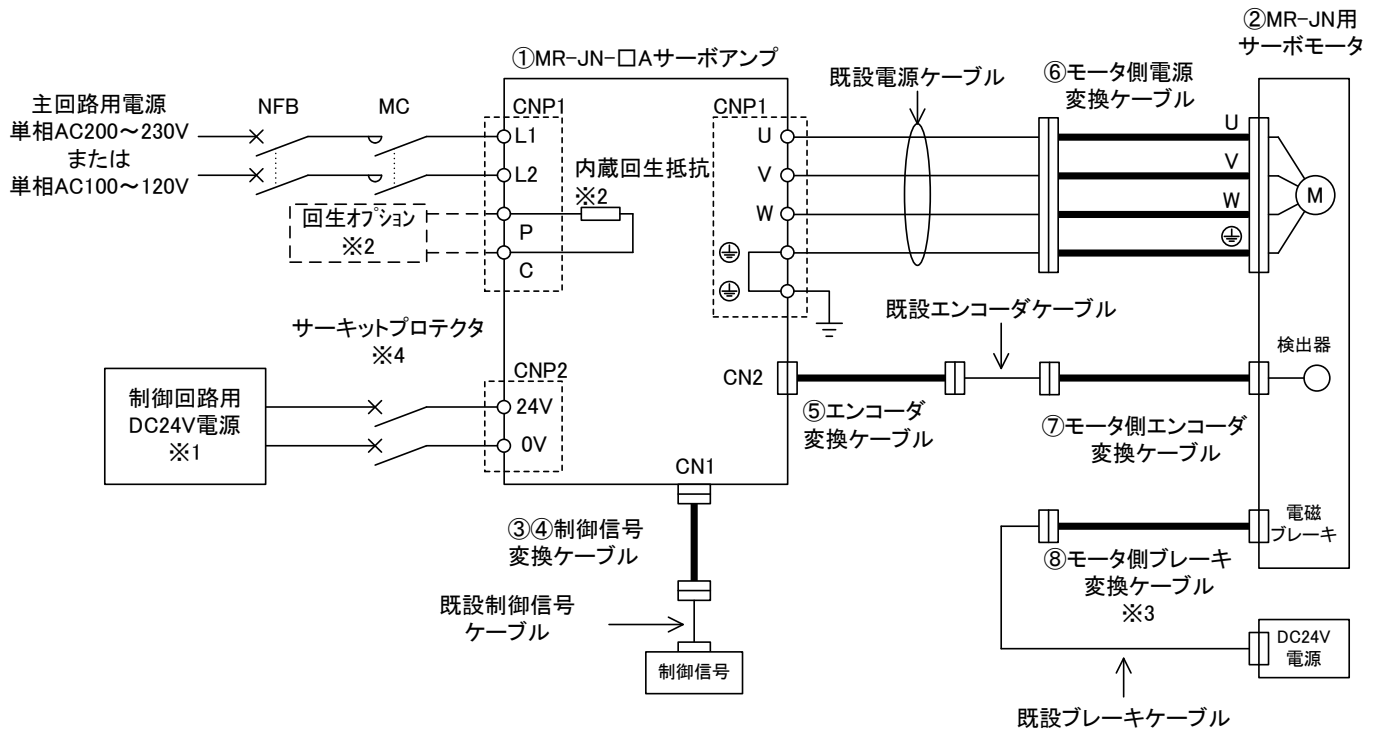 ②MR-JN用
サーボモータ
①MR-JN-□Aサーボアンプ
既設電源ケーブル
⑥モータ側電源
変換ケーブル
主回路用電源
単相AC200～230V
または
単相AC100～120V
NFB
MC
CNP1
L1
L2
内蔵回生抵抗
※2
回生オプション
※2
P
C
CNP1
U
V
W
U
V
W
M
既設エンコーダケーブル
サーキットプロテクタ
※4
制御回路用
DC24V電源
※1
CNP2
24V
0V
CN2
⑤エンコーダ
変換ケーブル
⑦モータ側エンコーダ
変換ケーブル
検出器
CN1
③④制御信号
変換ケーブル
電磁
ブレーキ
⑧モータ側ブレーキ
変換ケーブル
※3
既設制御信号
ケーブル
制御信号
DC24V
電源
既設ブレーキケーブル